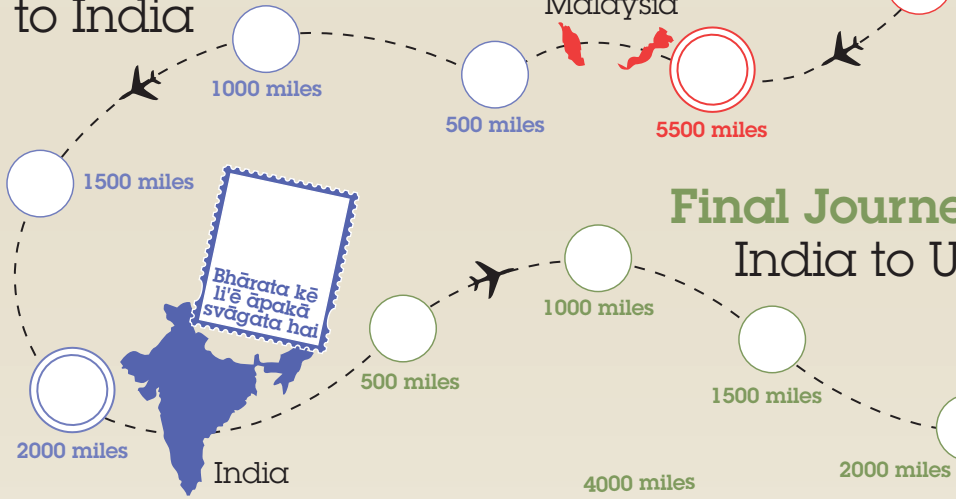 Malaysia
to India
1000 miles
500 miles
5500 miles
1500 miles
Final Journe
India to U
Bhārata kē
li'ē āpakā
svāgata hai
1000 miles
500 miles
1500 miles
2000 miles
India
4000 miles
2000 miles